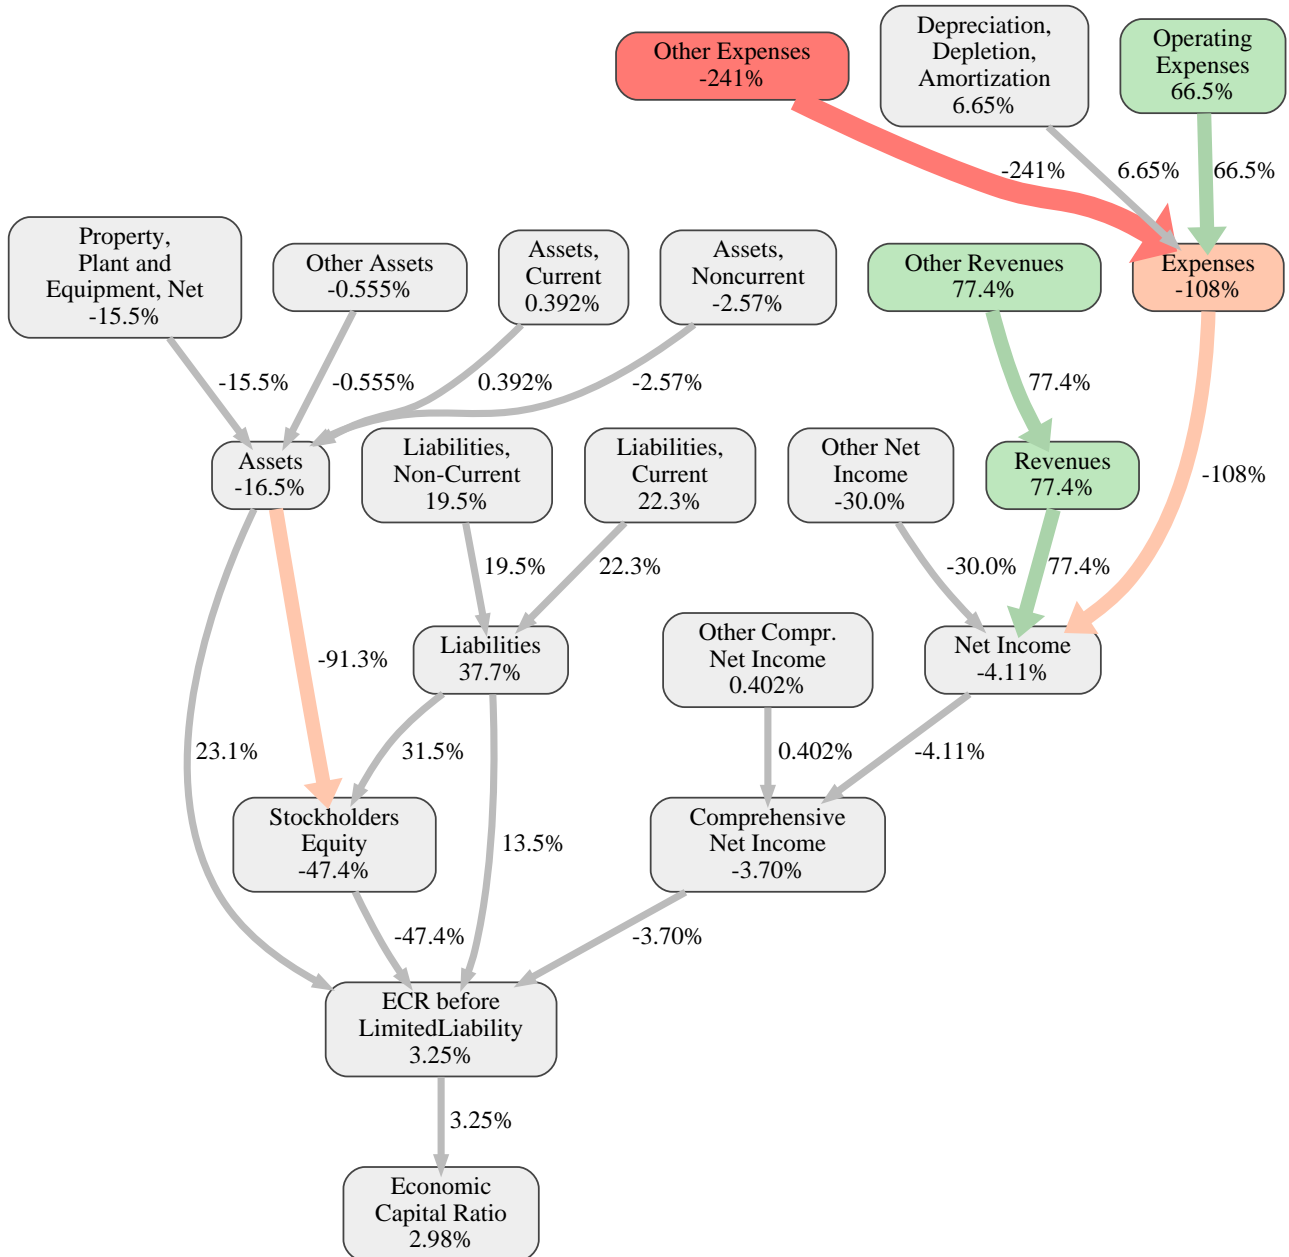 Other Expenses
-241%
Depreciation,
Depletion,
Amortization
6.65%
Operating
Expenses
66.5%
-241%
6.65%
66.5%
Property,
Plant and
Equipment, Net
-15.5%
Other Assets
-0.555%
Assets,
Current
0.392%
Assets,
Noncurrent
-2.57%
Other Revenues
77.4%
Expenses
-108%
-15.5%
-0.555%
0.392%
-2.57%
77.4%
-108%
Assets
-16.5%
Liabilities,
Non-Current
19.5%
Liabilities,
Current
22.3%
Other Net
Income
-30.0%
Revenues
77.4%
19.5%
22.3%
-30.0%
77.4%
-91.3%
Liabilities
37.7%
Other Compr.
Net Income
0.402%
Net Income
-4.11%
23.1%
31.5%
13.5%
0.402%
-4.11%
Stockholders
Equity
-47.4%
Comprehensive
Net Income
-3.70%
-47.4%
-3.70%
ECR before
LimitedLiability
3.25%
3.25%
Economic
Capital Ratio
2.98%